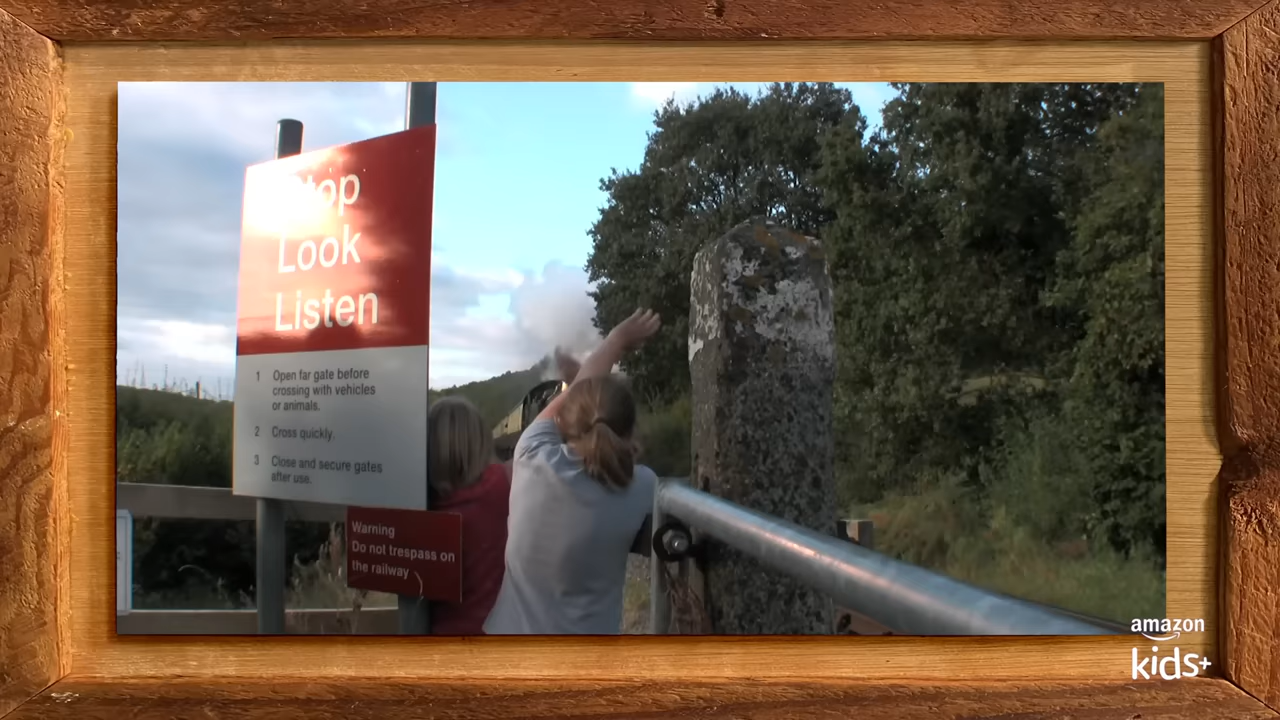 Stop
Look
Listen
1 Open far gate before
crossing with vehicles
or animals.
2 Cross quickly.
3 Close and secure gates
after use.
Warning
Do not trespass on
the railway
amazon
kids+